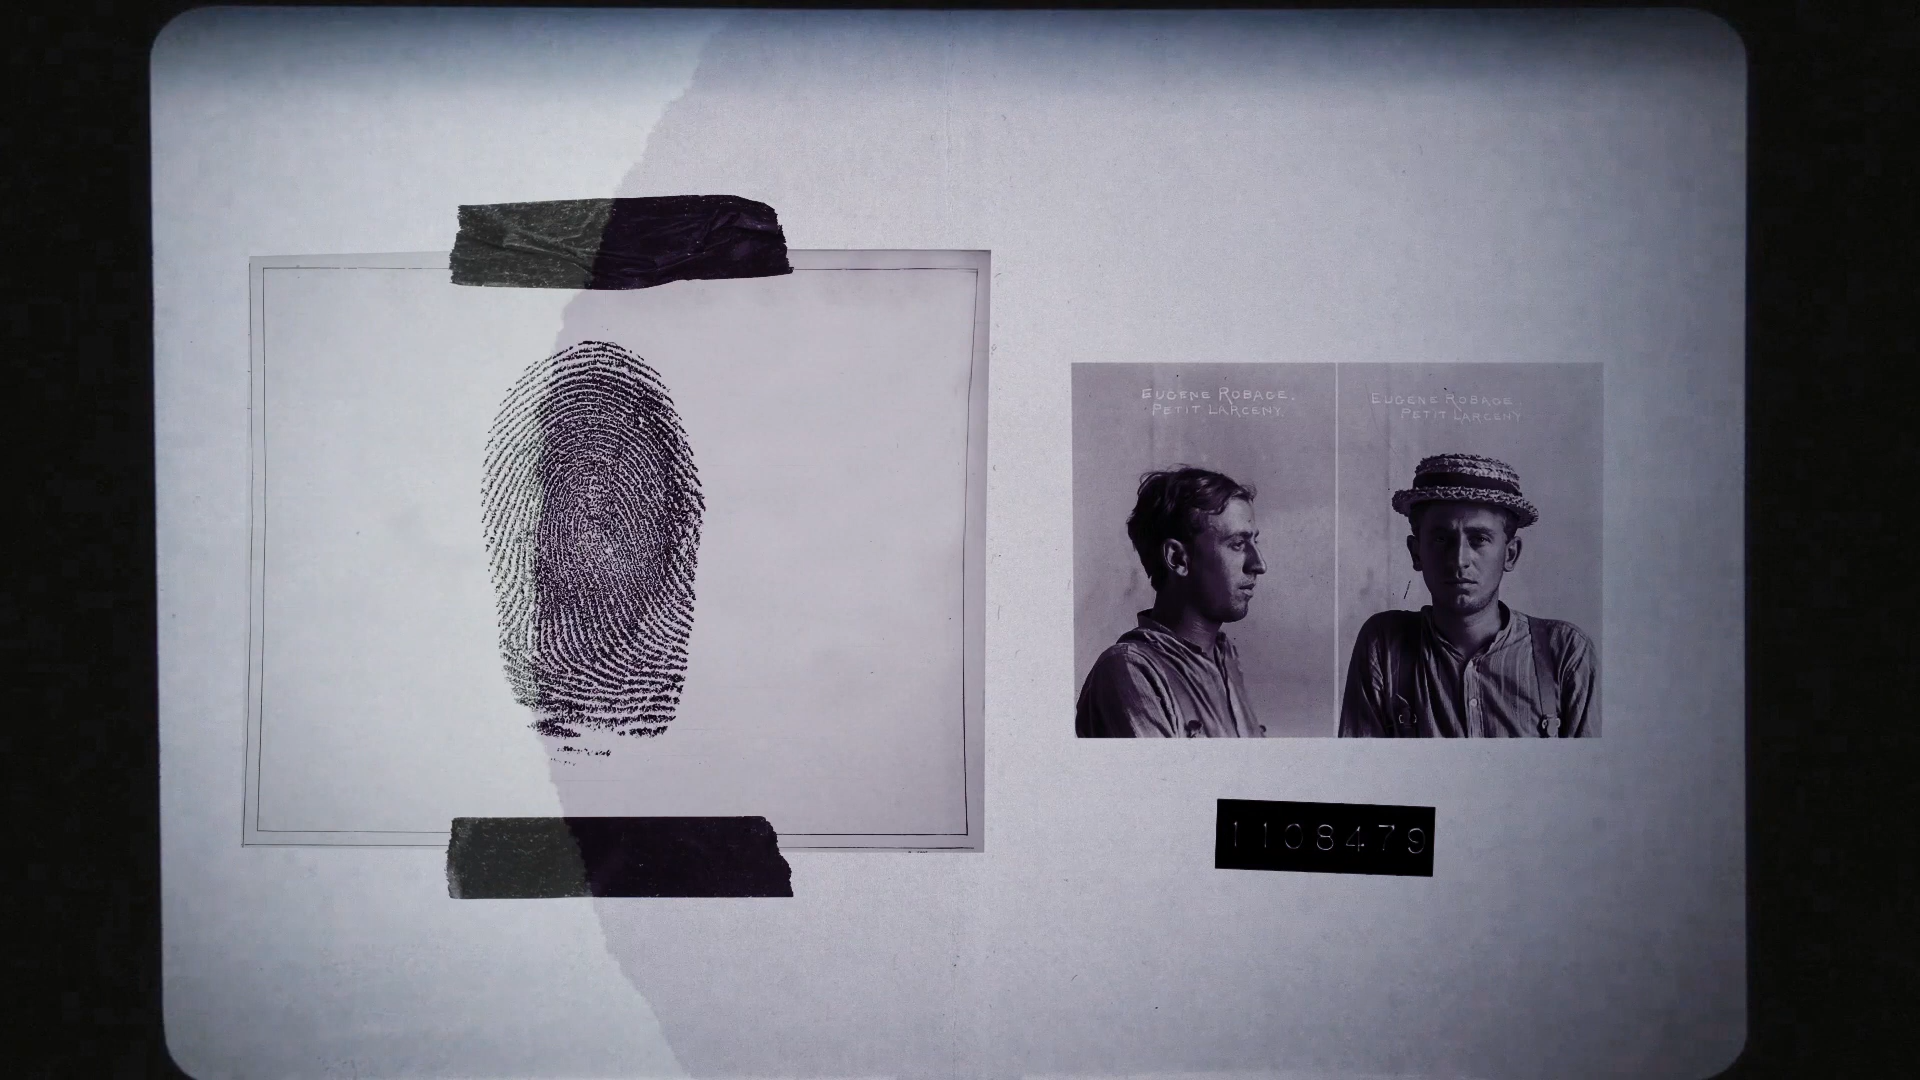 EUGENE ROBAGE.
PETIT LARCENY.
EUGENE ROBAGE.
PETIT LARCENY
1108479